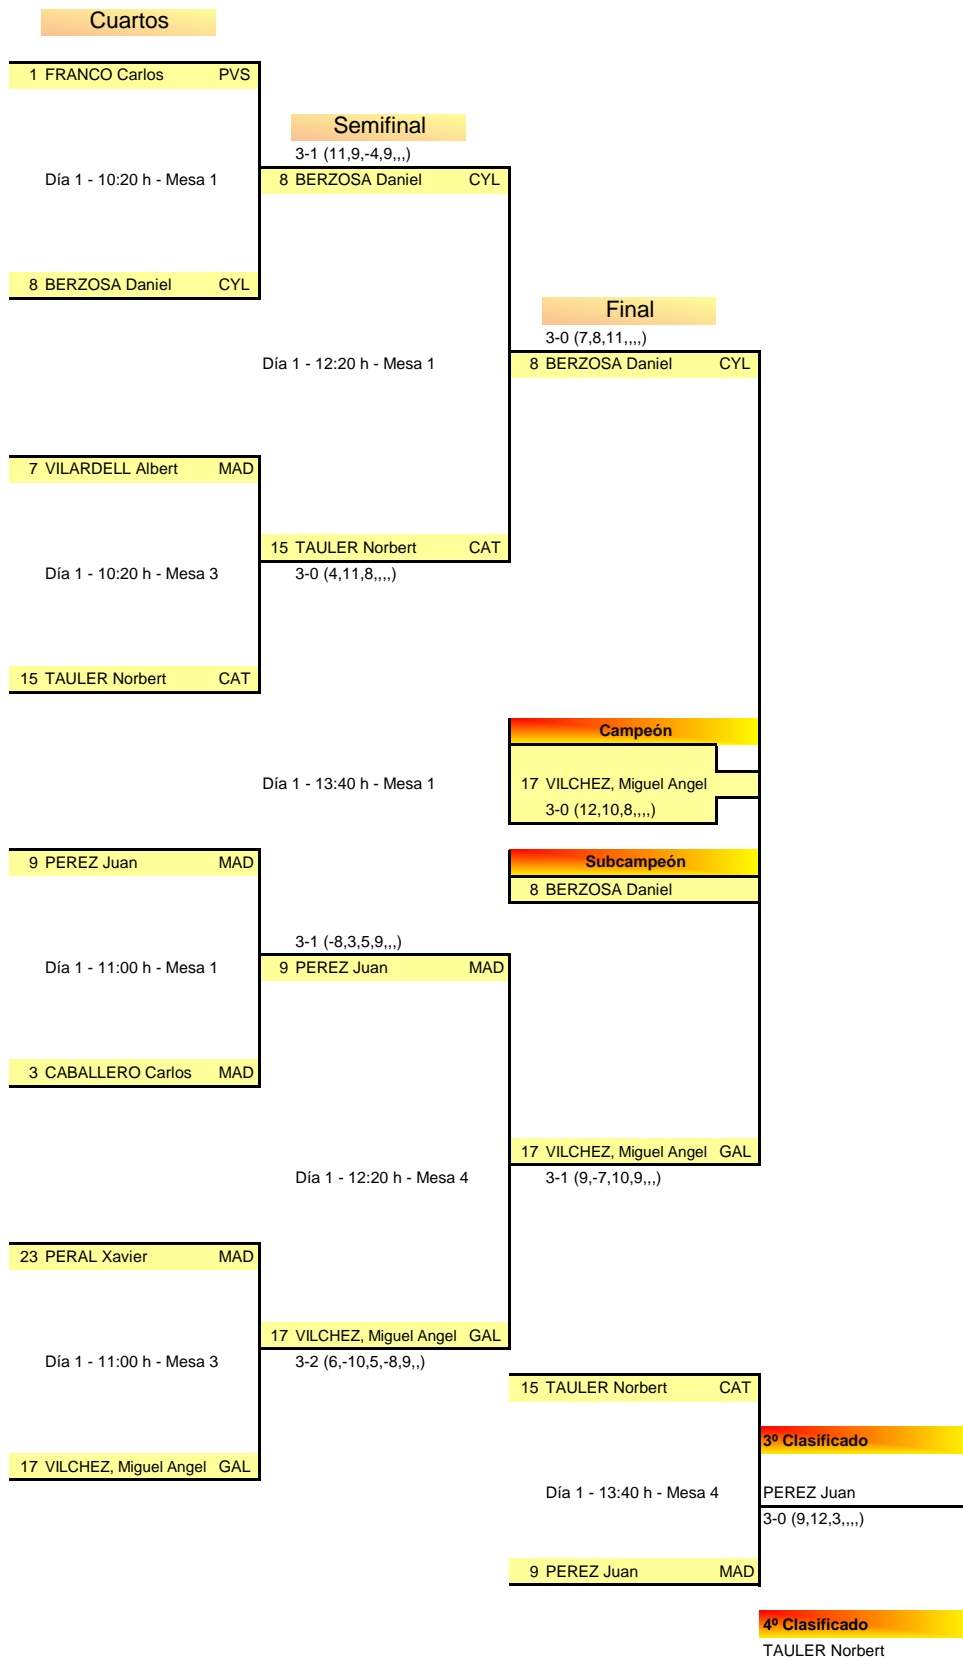 Cuartos
1 FRANCO Carlos PVS
Semifinal
3-1 (11,9,-4,9,,,)
Día 1 - 10:20 h - Mesa 1
8 BERZOSA Daniel CYL
8 BERZOSA Daniel CYL
Final
3-0 (7,8,11,,,,)
Día 1 - 12:20 h - Mesa 1
8 BERZOSA Daniel CYL
7 VILARDELL Albert MAD
15 TAULER Norbert CAT
Día 1 - 10:20 h - Mesa 3
3-0 (4,11,8,,,,)
15 TAULER Norbert CAT
Campeón
Día 1 - 13:40 h - Mesa 1
17 VILCHEZ, Miguel Angel
3-0 (12,10,8,,,,)
9 PEREZ Juan MAD
Subcampeón
8 BERZOSA Daniel
3-1 (-8,3,5,9,,,)
Día 1 - 11:00 h - Mesa 1
9 PEREZ Juan MAD
3 CABALLERO Carlos MAD
17 VILCHEZ, Miguel Angel GAL
Día 1 - 12:20 h - Mesa 4
3-1 (9,-7,10,9,,,)
23 PERAL Xavier MAD
17 VILCHEZ, Miguel Angel GAL
Día 1 - 11:00 h - Mesa 3
3-2 (6,-10,5,-8,9,,)
15 TAULER Norbert CAT
3º Clasificado
17 VILCHEZ, Miguel Angel GAL
Día 1 - 13:40 h - Mesa 4
PEREZ Juan
3-0 (9,12,3,,,,)
9 PEREZ Juan MAD
4º Clasificado
TAULER Norbert